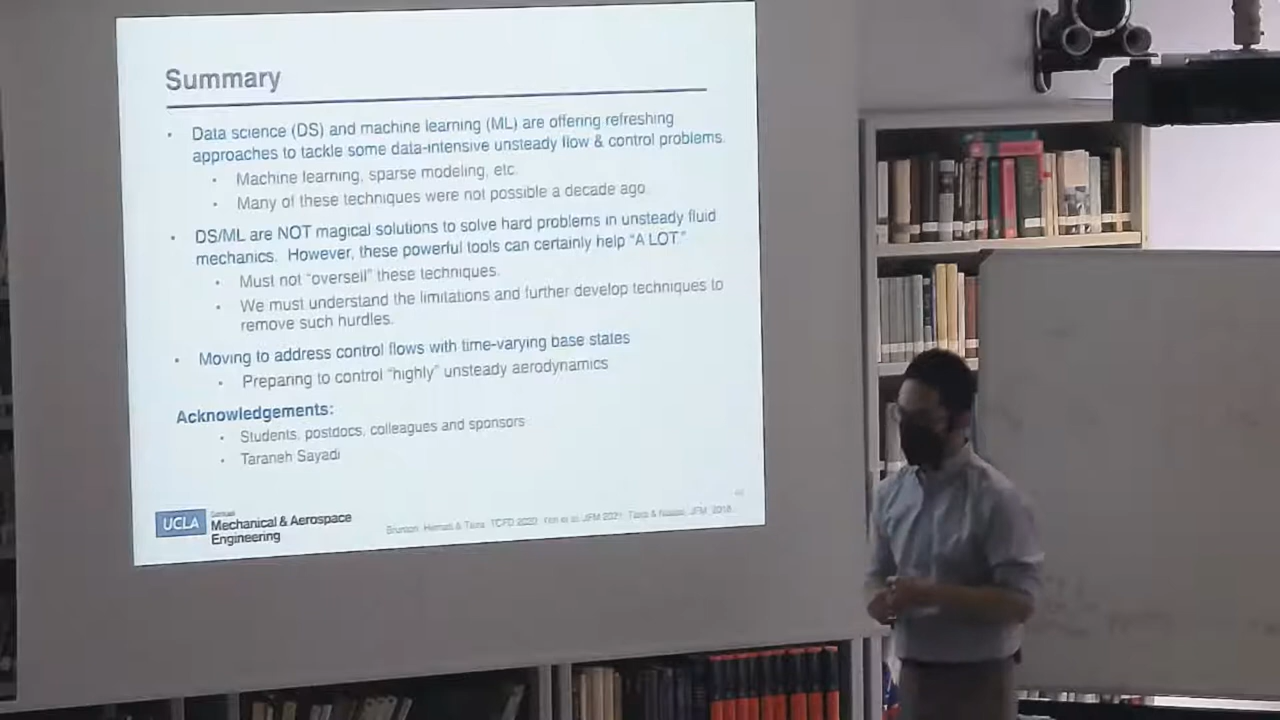 Summary
• Data science (DS) and machine learning (ML) are offering refreshing
approaches to tackle some data-intensive unsteady flow & control problems.
• Machine learning, sparse modeling, etc.
• Many of these techniques were not possible a decade ago
• DS/ML are NOT magical solutions to solve hard problems in unsteady fluid
mechanics. However, these powerful tools can certainly help "A LOT."
• Must not "oversell" these techniques.
• We must understand the limitations and further develop techniques to
remove such hurdles.
• Moving to address control flows with time-varying base states
• Preparing to control "highly" unsteady aerodynamics
Acknowledgements:
• Students, postdocs, colleagues and sponsors
• Taraneh Sayadi
UCLA
Mechanical & Aerospace
Engineering
JFM 2021
JFM, 2018